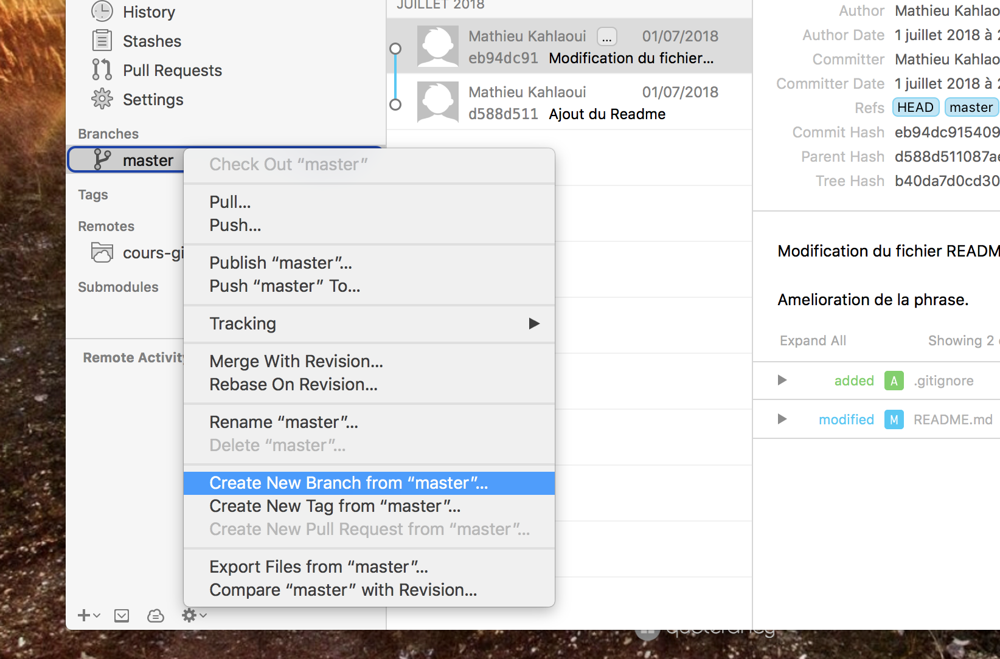 History
Stashes
Pull Requests
Settings
Branches
master
Tags
Remotes
cours-gi
Submodules
Remote Activity
JUILLET 2018
Mathieu Kahlaoui ... 01/07/2018
eb94dc91 Modification du fichier...
Mathieu Kahlaoui 01/07/2018
d588d511 Ajout du Readme
Check Out “master”
Pull...
Push...
Publish “master”...
Push “master” To...
Tracking
Merge With Revision...
Rebase On Revision...
Rename “master”...
Delete “master”...
Create New Branch from “master”...
Create New Tag from “master”...
Create New Pull Request from “master”...
Export Files from “master”...
Compare “master” with Revision...
Author Mathieu Kahlao
Author Date 1 juillet 2018 à 2
Committer Mathieu Kahlao
Committer Date 1 juillet 2018 à 2
Refs HEAD master
Commit Hash eb94dc915409
Parent Hash d588d511087ae
Tree Hash b40da7d0cd30
Modification du fichier READM
Amelioration de la phrase.
Expand All Showing 2
added A .gitignore
modified M README.md